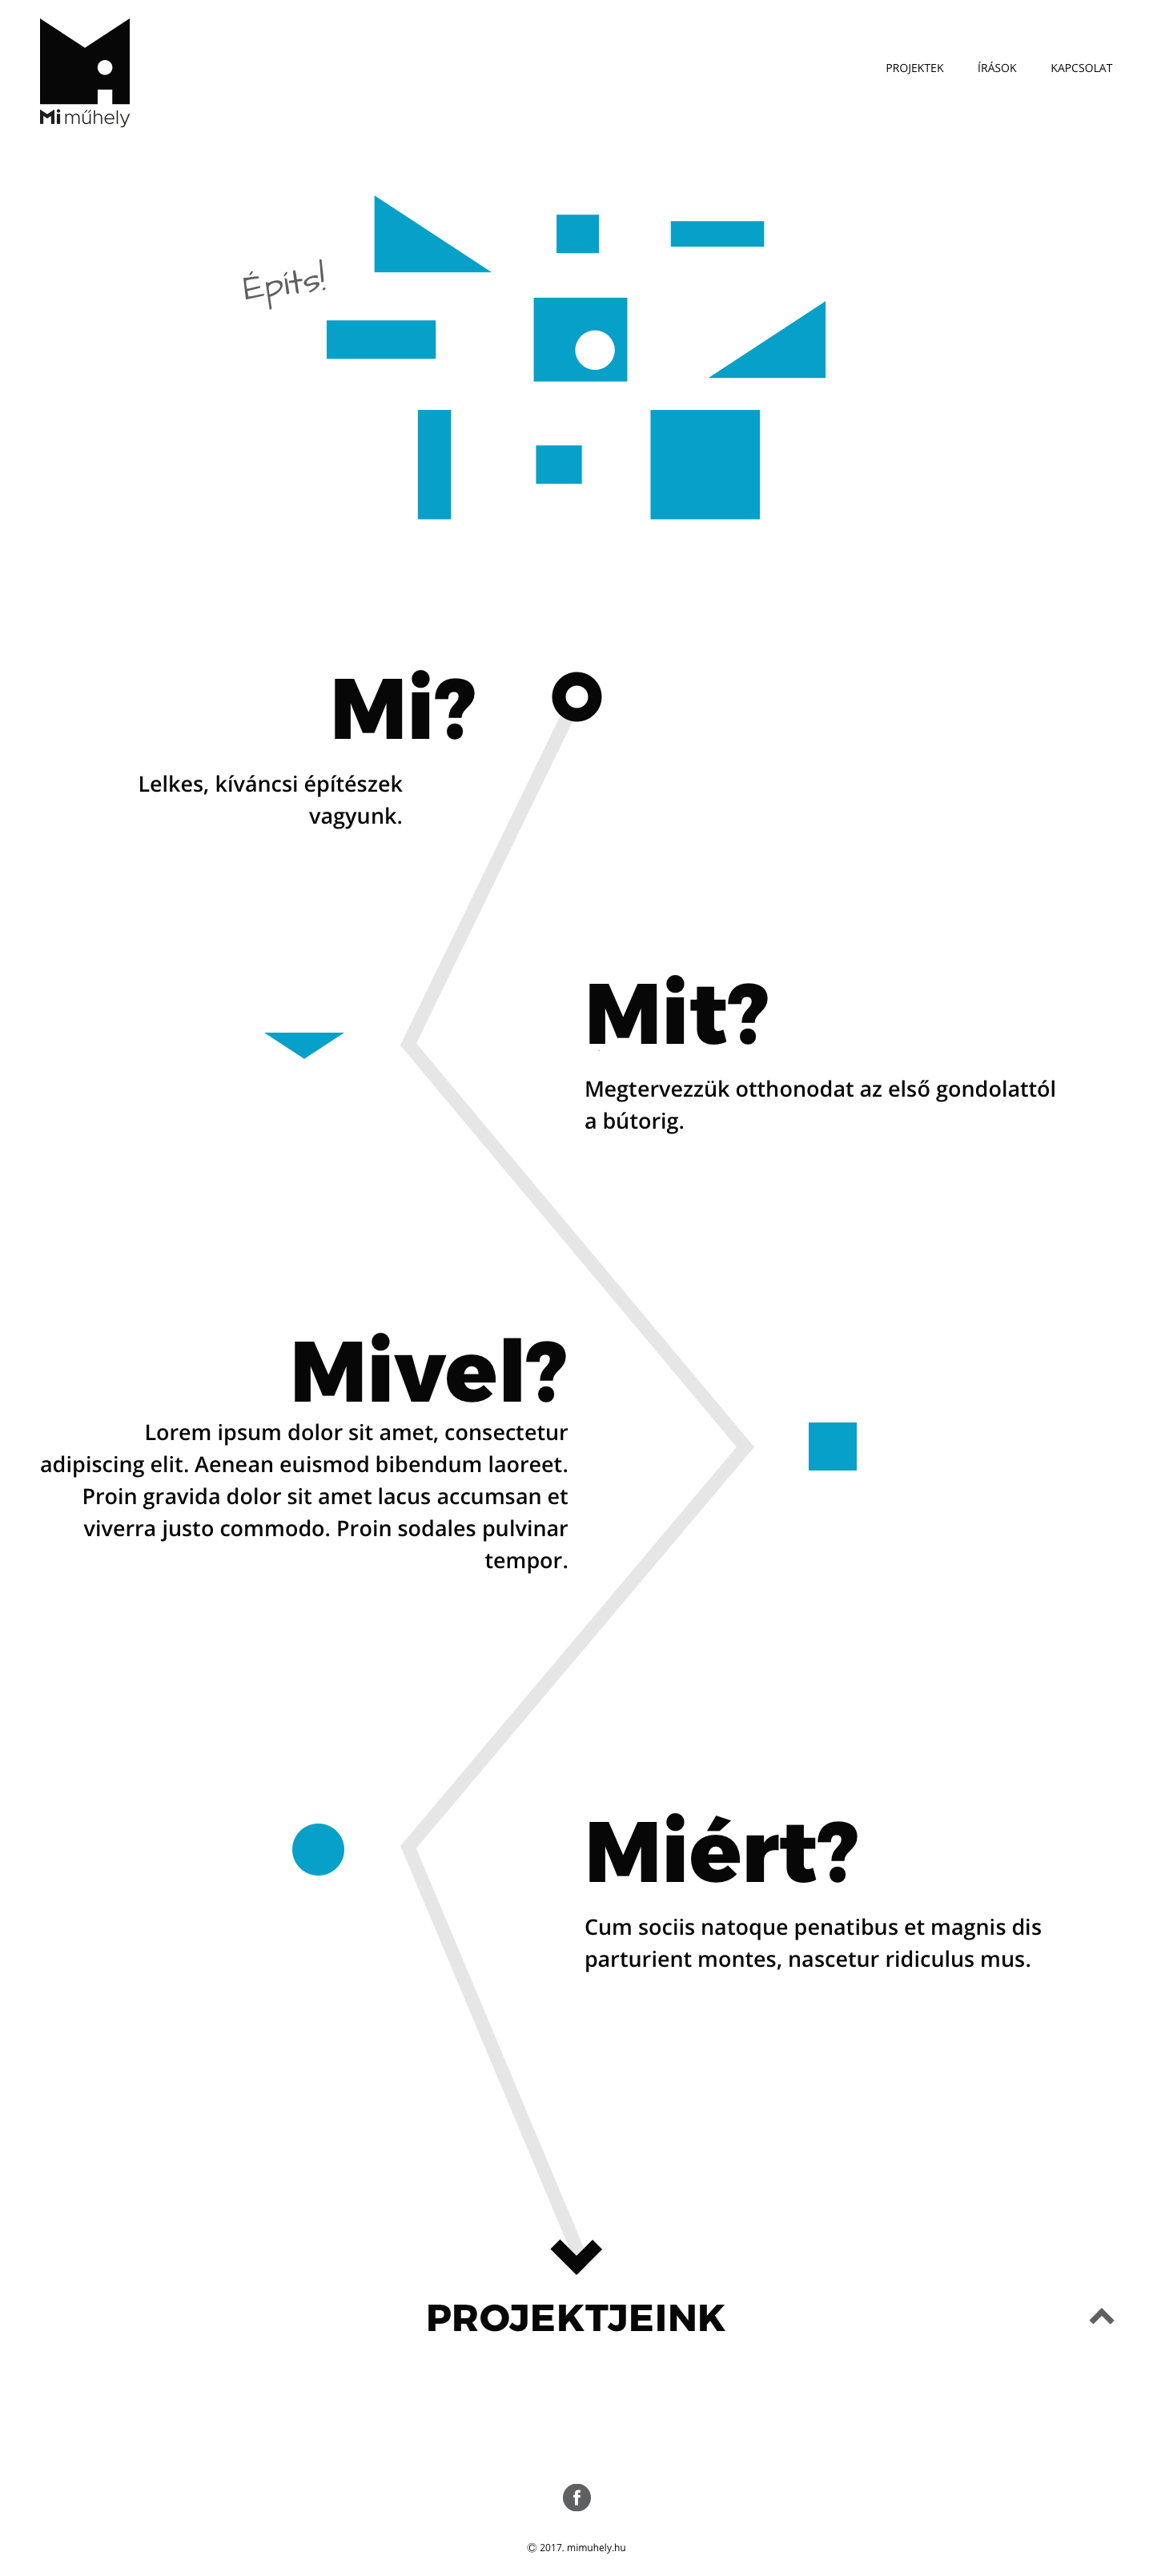 Mi műhely
PROJEKTEK ÍRÁSOK KAPCSOLAT
Építs!
Mi?
Lelkes, kíváncsi építészek
vagyunk.
Mit?
Megtervezzük otthonodat az első gondolattól
a bútorig.
Mivel?
Lorem ipsum dolor sit amet, consectetur
adipiscing elit. Aenean euismod bibendum laoreet.
Proin gravida dolor sit amet lacus accumsan et
viverra justo commodo. Proin sodales pulvinar
tempor.
Miért?
Cum sociis natoque penatibus et magnis dis
parturient montes, nascetur ridiculus mus.
PROJEKTJEINK
f
© 2017. mimuhely.hu